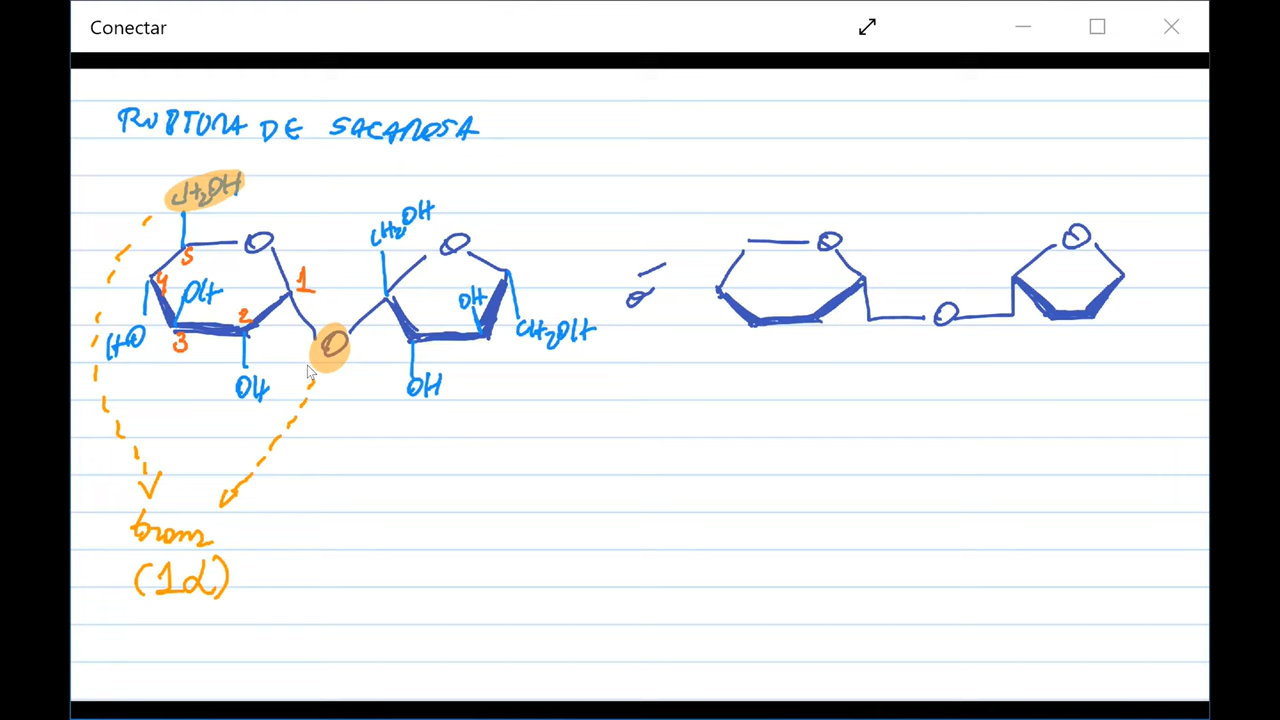 Conectar
RUPTURA DE SACAROSA
CH2OH
O
5
4
OH
HO
3
2
1
OH
O
CH2OH
O
OH
CH2OH
OH
ó
O
O
O
trans
(1α)